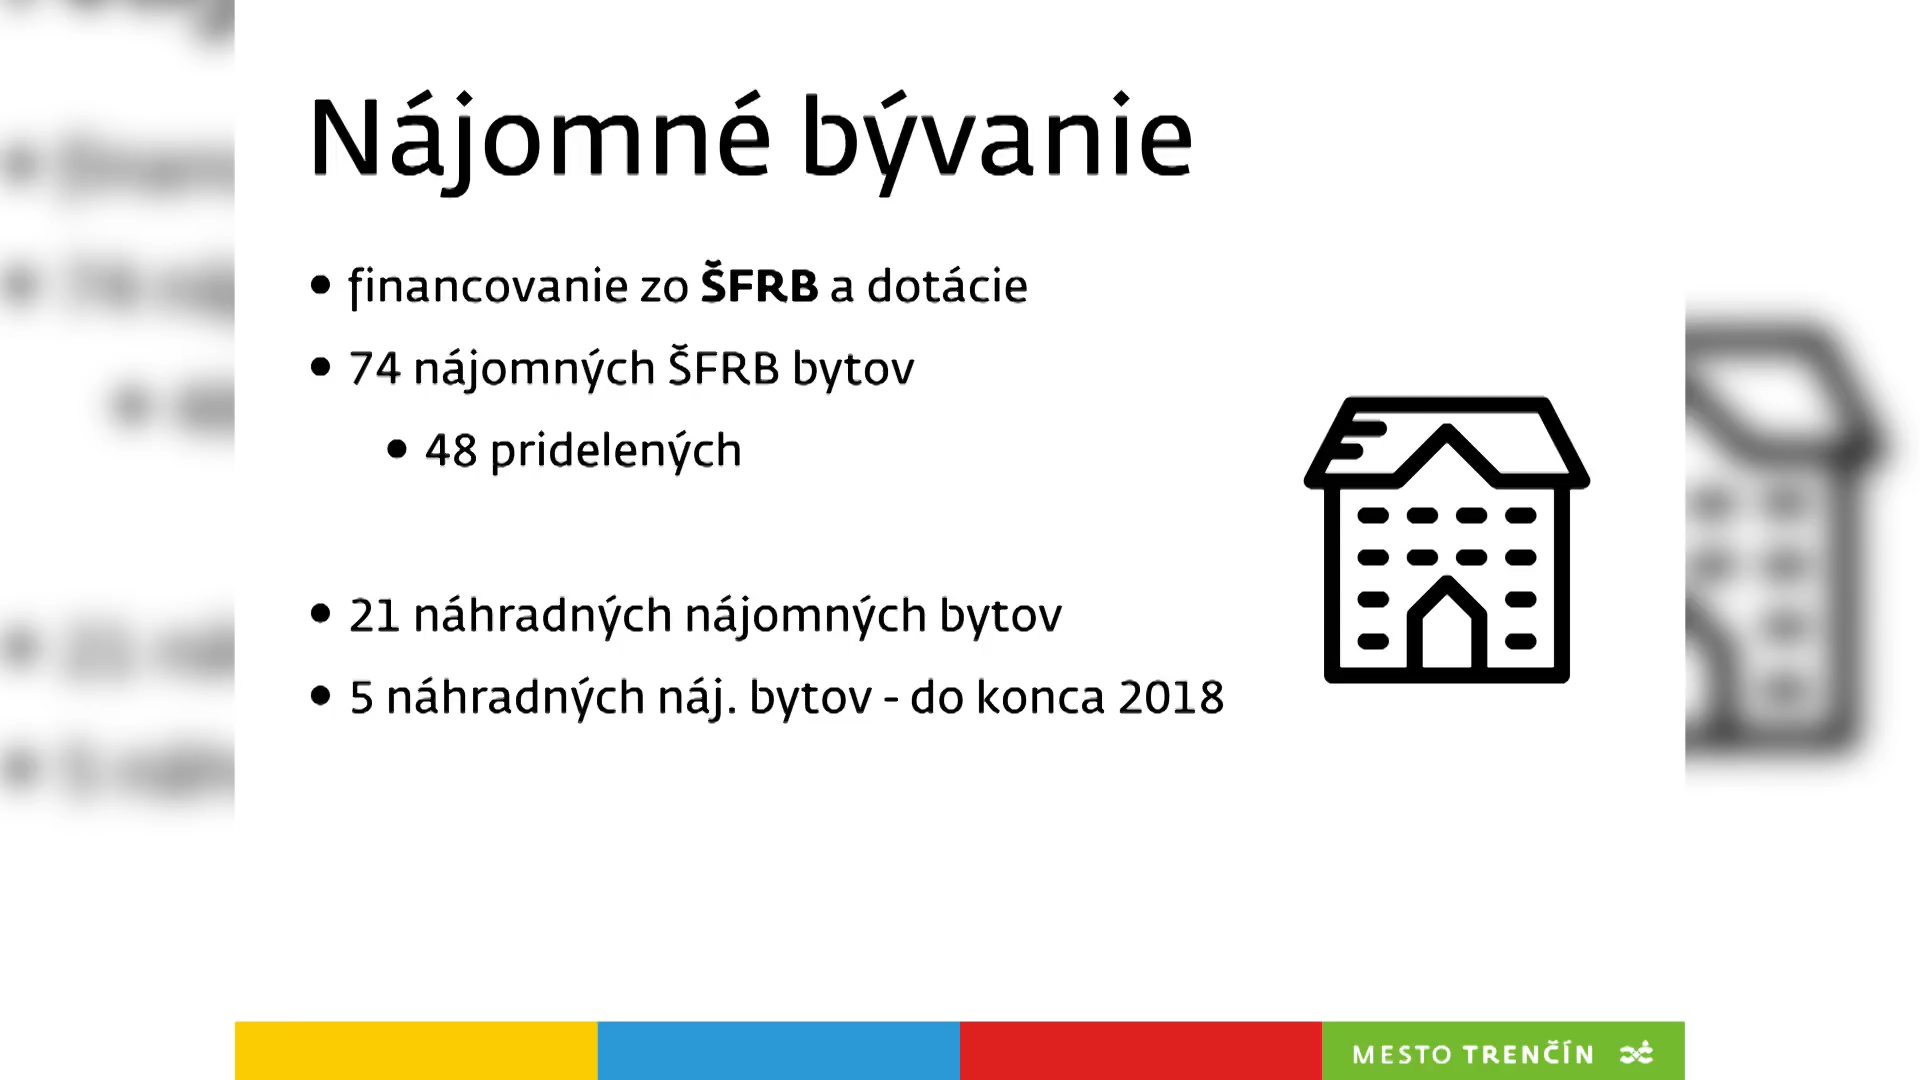 Nájomné bývanie
• financovanie zo ŠFRB a dotácie
• 74 nájomných ŠFRB bytov
• 48 pridelených
• 21 náhradných nájomných bytov
• 5 náhradných náj. bytov - do konca 2018
MESTO TRENČÍN